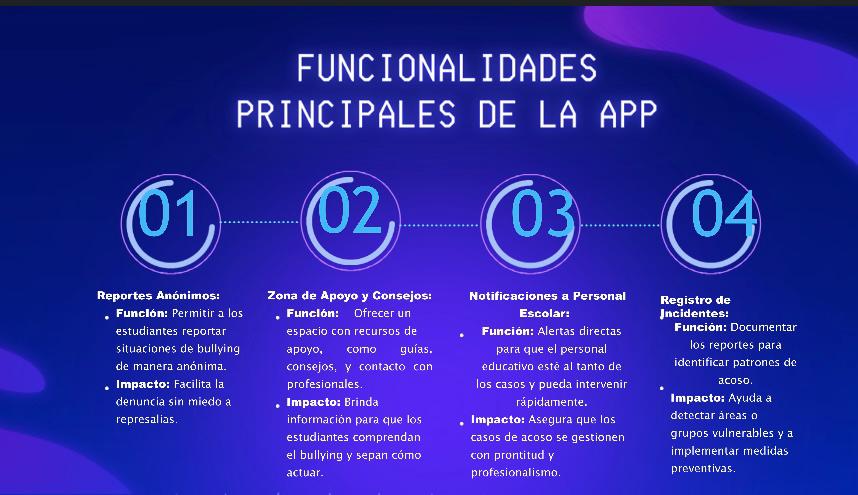 FUNCIONALIDADES
PRINCIPALES DE LA APP
01
02
03
04
Reportes Anónimos:
• Función: Permitir a los
estudiantes reportar
situaciones de bullying
de manera anónima.
• Impacto: Facilita la
denuncia sin miedo a
represalias.
Zona de Apoyo y Consejos:
• Función: Ofrecer un
espacio con recursos de
apoyo, como guías,
consejos, y contacto con
profesionales.
• Impacto: Brinda
información para que los
estudiantes comprendan
el bullying y sepan cómo
actuar.
Notificaciones a Personal
Escolar:
• Función: Alertas directas
para que el personal
educativo esté al tanto de
los casos y pueda intervenir
rápidamente.
• Impacto: Asegura que los
casos de acoso se gestionen
con prontitud y
profesionalismo.
Registro de
Incidentes:
• Función: Documentar
los reportes para
identificar patrones de
acoso.
• Impacto: Ayuda a
detectar áreas o
grupos vulnerables y a
implementar medidas
preventivas.